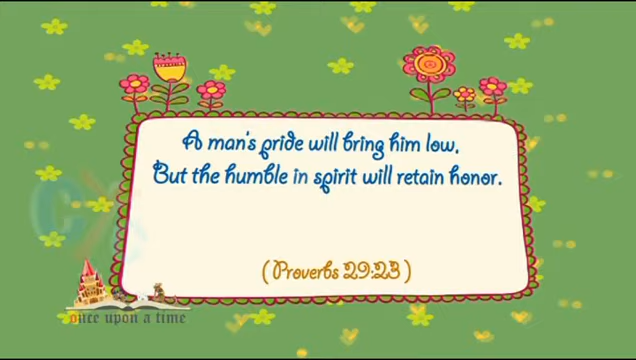 A man's pride will bring him low.
But the humble in spirit will retain honor.
(Proverbs 29:23)
once upon a time